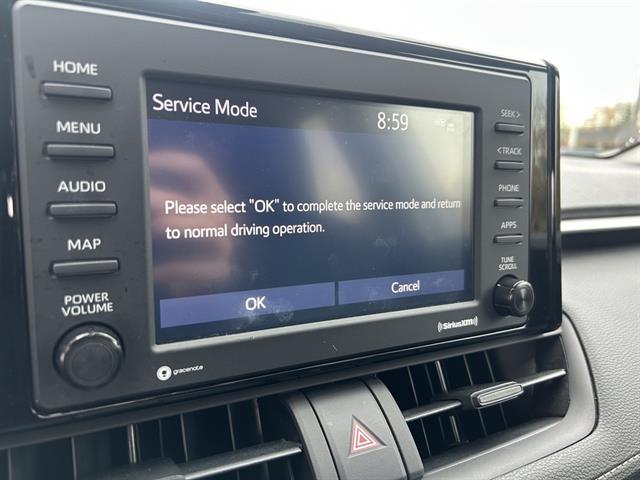 HOME
MENU
AUDIO
MAP
POWER
VOLUME
Service Mode
8:59
Please select "OK" to complete the service mode and return
to normal driving operation.
OK
Cancel
SEEK >
< TRACK
PHONE
APPS
TUNE
SCROLL
gracenote
SiriusXM